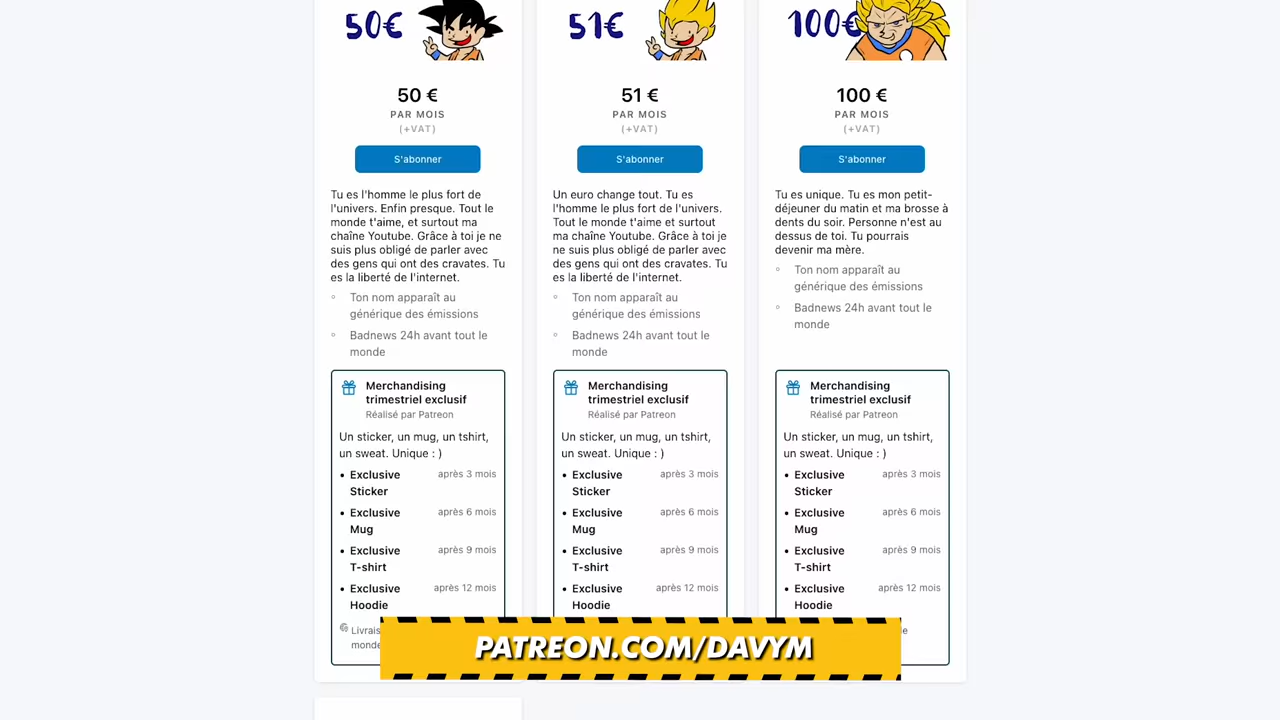 50€
50 €
PAR MOIS
(+VAT)
S'abonner
Tu es l'homme le plus fort de
l'univers. Enfin presque. Tout le
monde t'aime, et surtout ma
chaîne Youtube. Grâce à toi je ne
suis plus obligé de parler avec
des gens qui ont des cravates. Tu
es la liberté de l'internet.
Ton nom apparaît au
générique des émissions
Badnews 24h avant tout le
monde
Merchandising
trimestriel exclusif
Réalisé par Patreon
Un sticker, un mug, un tshirt,
un sweat. Unique : )
• Exclusive Sticker après 3 mois
• Exclusive Mug après 6 mois
• Exclusive T-shirt après 9 mois
• Exclusive Hoodie après 12 mois
51€
51 €
PAR MOIS
(+VAT)
S'abonner
Un euro change tout. Tu es
l'homme le plus fort de l'univers.
Tout le monde t'aime, et surtout
ma chaîne Youtube. Grâce à toi je
ne suis plus obligé de parler avec
des gens qui ont des cravates. Tu
es la liberté de l'internet.
Ton nom apparaît au
générique des émissions
Badnews 24h avant tout le
monde
Merchandising
trimestriel exclusif
Réalisé par Patreon
Un sticker, un mug, un tshirt,
un sweat. Unique : )
• Exclusive Sticker après 3 mois
• Exclusive Mug après 6 mois
• Exclusive T-shirt après 9 mois
• Exclusive Hoodie après 12 mois
100€
100 €
PAR MOIS
(+VAT)
S'abonner
Tu es unique. Tu es mon petit-
déjeuner du matin et ma brosse à
dents du soir. Personne n'est au
dessus de toi. Tu pourrais
devenir ma mère.
Ton nom apparaît au
générique des émissions
Badnews 24h avant tout le
monde
Merchandising
trimestriel exclusif
Réalisé par Patreon
Un sticker, un mug, un tshirt,
un sweat. Unique : )
• Exclusive Sticker après 3 mois
• Exclusive Mug après 6 mois
• Exclusive T-shirt après 9 mois
• Exclusive Hoodie après 12 mois
PATREON.COM/DAVYM